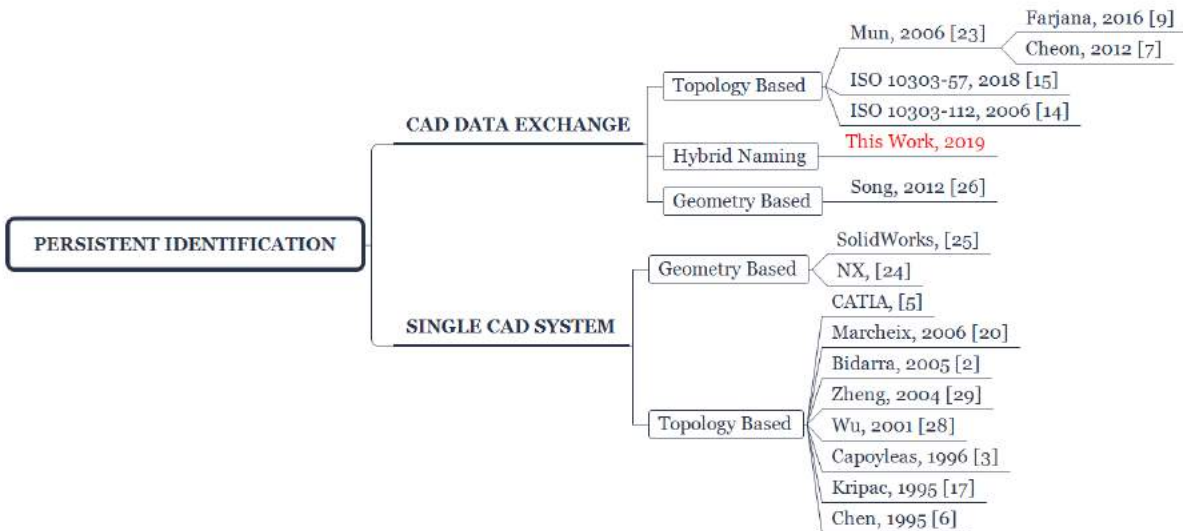 PERSISTENT IDENTIFICATION
CAD DATA EXCHANGE
Topology Based
Mun, 2006 [23]
Farjana, 2016 [9]
Cheon, 2012 [7]
ISO 10303-57, 2018 [15]
ISO 10303-112, 2006 [14]
Hybrid Naming
This Work, 2019
Geometry Based
Song, 2012 [26]
SINGLE CAD SYSTEM
Geometry Based
SolidWorks, [25]
NX, [24]
Topology Based
CATIA, [5]
Marcheix, 2006 [20]
Bidarra, 2005 [2]
Zheng, 2004 [29]
Wu, 2001 [28]
Capoyleas, 1996 [3]
Kripac, 1995 [17]
Chen, 1995 [6]